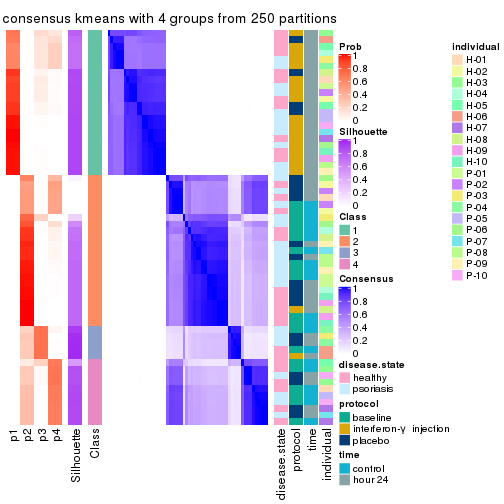 consensus kmeans with 4 groups from 250 partitions
p1
p2
p3
p4
Silhouette
Class
disease.state
protocol
time
individual
Prob
1
0.8
0.6
0.4
0.2
0
Silhouette
1
0.8
0.6
0.4
0.2
0
Class
1
2
3
4
Consensus
1
0.8
0.6
0.4
0.2
0
disease.state
healthy
psoriasis
protocol
baseline
interferon-γ injection
placebo
time
control
hour 24
individual
H-01
H-02
H-03
H-04
H-05
H-06
H-07
H-08
H-09
H-10
P-01
P-02
P-03
P-04
P-05
P-06
P-07
P-08
P-09
P-10